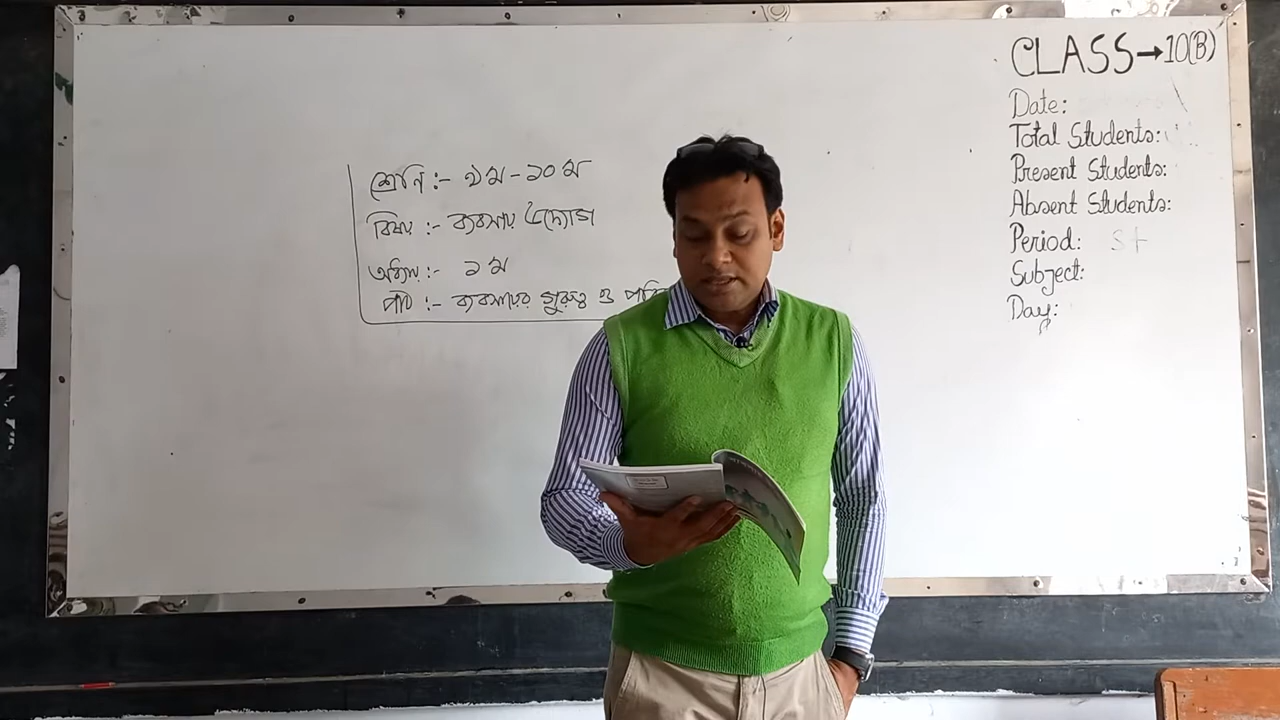 শ্রেণি :- ৯ম - ১০ম
বিষয় :- ব্যবসায় উদ্যোগ
অধ্যায় :- ১ম
পাঠ :- ব্যবসায়ের গুরুত্ব ও
CLASS→10(B)
Date:
Total Students:
Present Students:
Absent Students:
Period:
Subject:
Day: